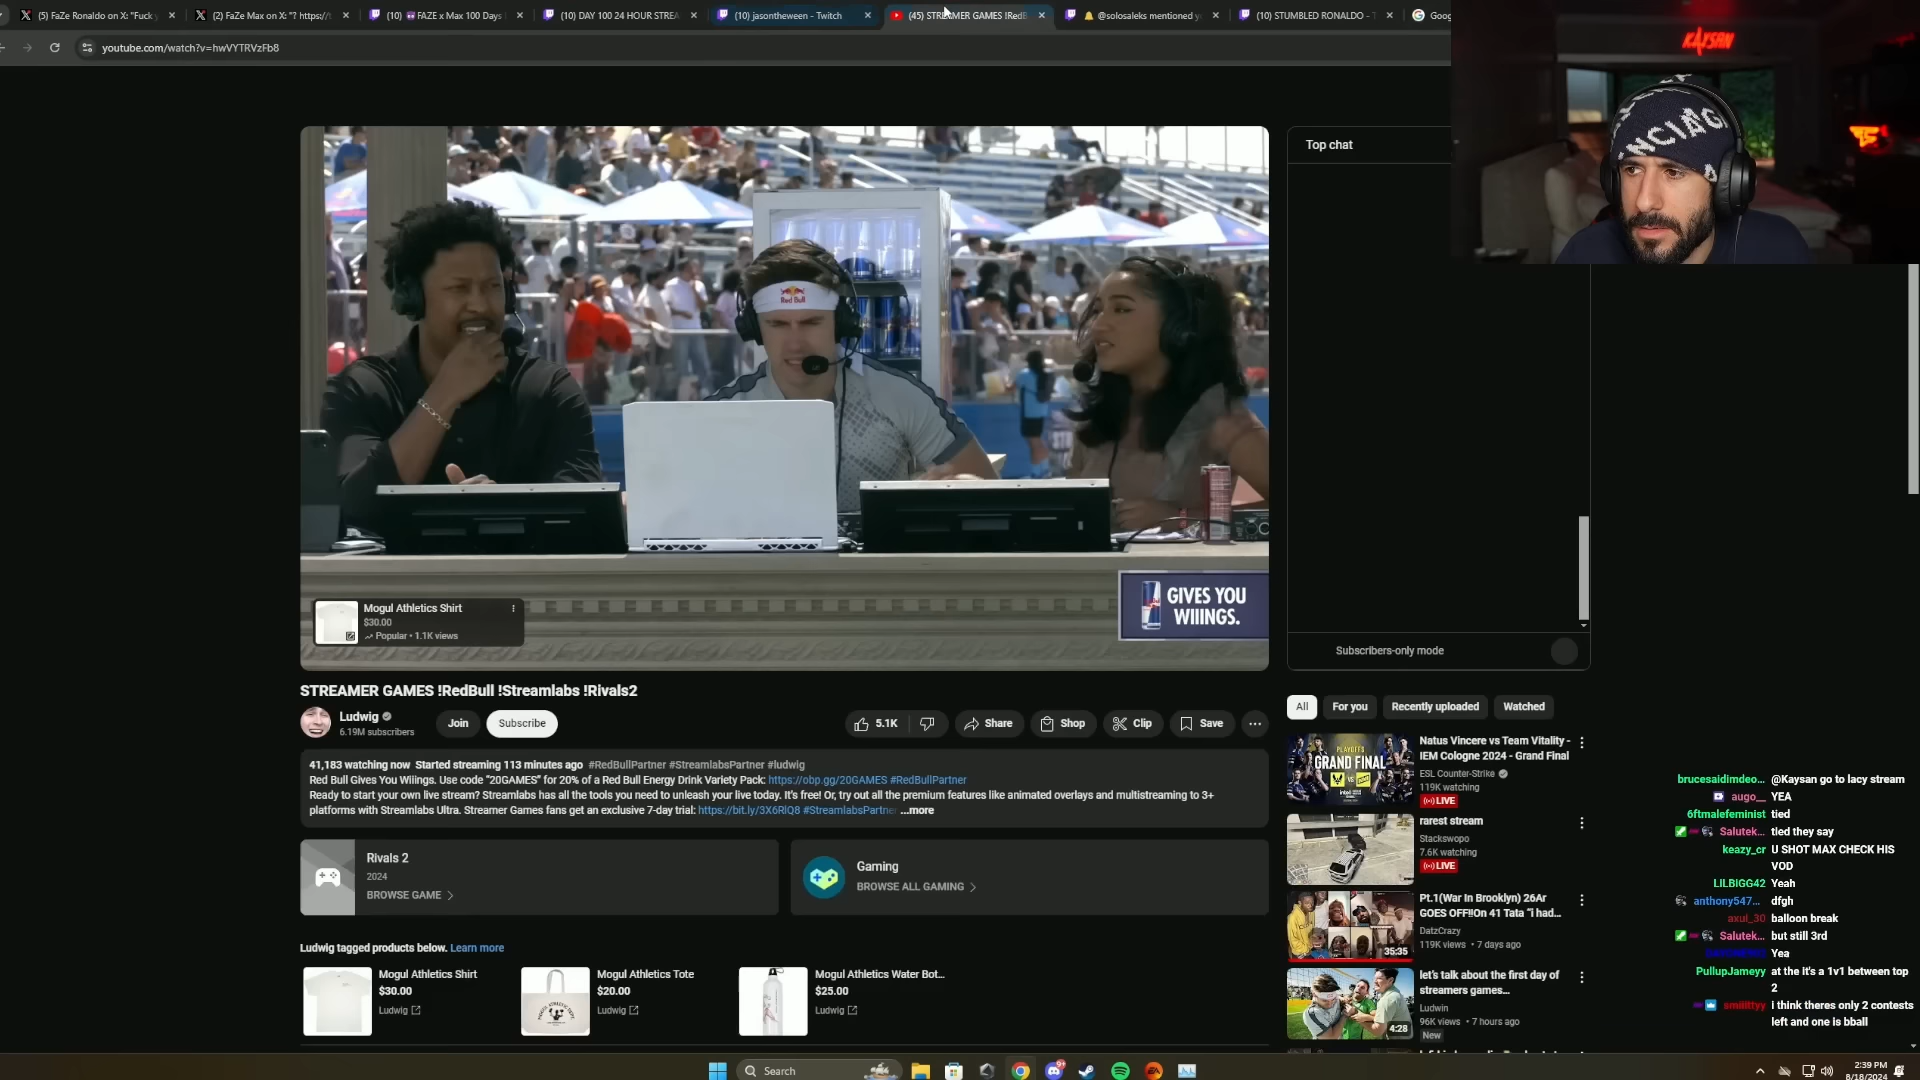 (5) FaZe Ronaldo on X: "Fuck
(2) FaZe Max on X: "? https://t
(10) 😈FAZE x Max 100 Days
(10) DAY 100 24 HOUR STREA
(10) jasontheween - Twitch
(45) STREAMER GAMES !RedB
🔔 @solosaleks mentioned y
(10) STUMBLED RONALDO - T
Goog
youtube.com/watch?v=hwVYTRVzFb8
KAYSAN
NCIAGA
Top chat
Red Bull
Mogul Athletics Shirt
$30.00
Popular • 1.1K views
GIVES YOU
WIIINGS.
Subscribers-only mode
STREAMER GAMES !RedBull !Streamlabs !Rivals2
Ludwig
6.19M subscribers
Join
Subscribe
5.1K
Share
Shop
Clip
Save
41,183 watching now Started streaming 113 minutes ago #RedBullPartner #StreamlabsPartner #ludwig
Red Bull Gives You Wiiings. Use code "20GAMES" for 20% of a Red Bull Energy Drink Variety Pack: https://obp.gg/20GAMES #RedBullPartner
Ready to start your own live stream? Streamlabs has all the tools you need to unleash your live today. It's free! Or, try out all the premium features like animated overlays and multistreaming to 3+
platforms with Streamlabs Ultra. Streamer Games fans get an exclusive 7-day trial: https://bit.ly/3X6RlQ8 #StreamlabsPartner ...more
Rivals 2
2024
BROWSE GAME
Gaming
BROWSE ALL GAMING
Ludwig tagged products below. Learn more
Mogul Athletics Shirt
$30.00
Ludwig
Mogul Athletics Tote
$20.00
Ludwig
Mogul Athletics Water Bot...
$25.00
Ludwig
All
For you
Recently uploaded
Watched
PLAYOFFS
GRAND FINAL
Natus Vincere vs Team Vitality -
IEM Cologne 2024 - Grand Final
ESL Counter-Strike
119K watching
LIVE
rarest stream
Stackswopo
7.6K watching
LIVE
35:35
Pt.1(War In Brooklyn) 26Ar
GOES OFF!!On 41 Tata "i had...
DatzCrazy
119K views • 7 days ago
4:28
let's talk about the first day of
streamers games...
Ludwin
96K views • 7 hours ago
New
brucesaidimdeo... @Kaysan go to lacy stream
augo__ YEA
6ftmalefeminist tied
Salutek... tied they say
keazy_cr U SHOT MAX CHECK HIS
VOD
LILBIGG42 Yeah
anthony547... dfgh
axul_30 balloon break
Salutek... but still 3rd
Yea
PullupJameyy at the it's a 1v1 between top
2
smiiittyy i think theres only 2 contests
left and one is bball
Search
2:39 PM
8/18/2024